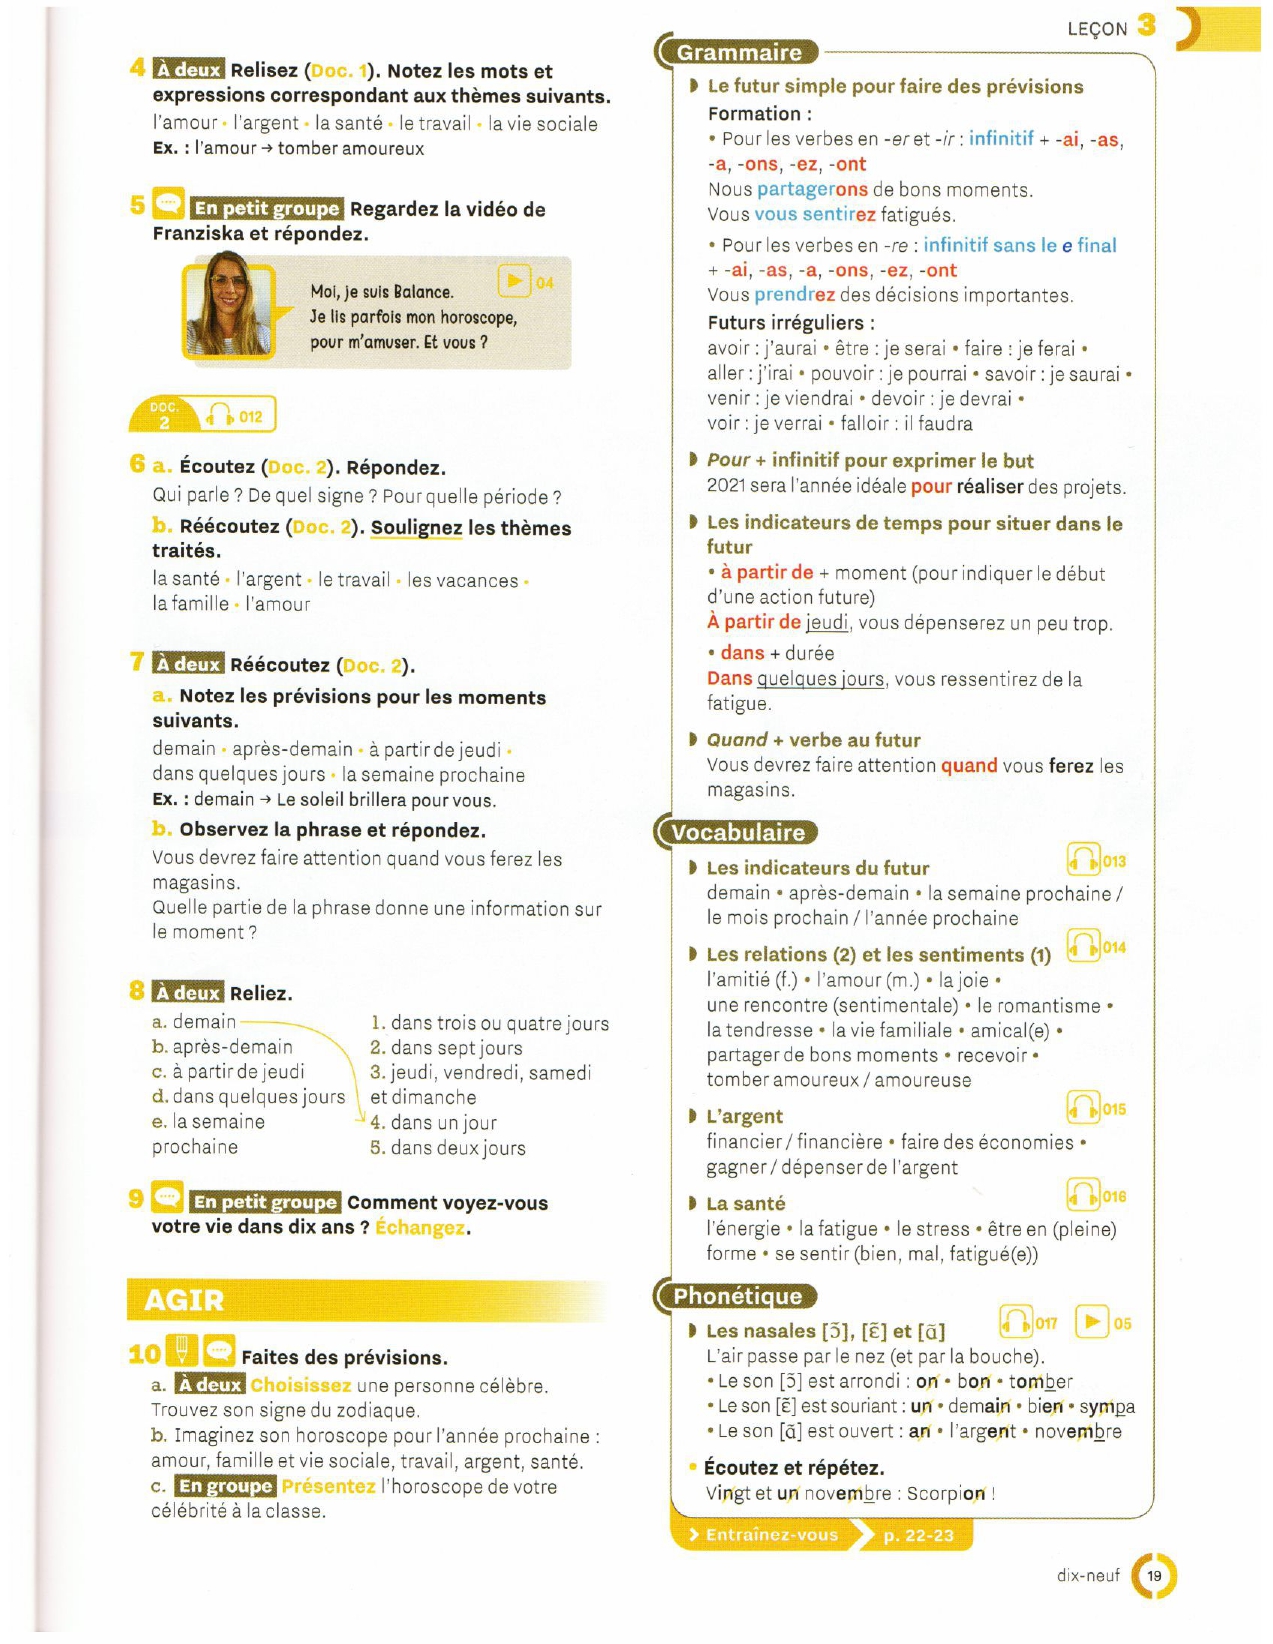 LEÇON 3
4 À deux Relisez (Doc. 1). Notez les mots et
expressions correspondant aux thèmes suivants.
l'amour • l'argent • la santé • le travail • la vie sociale
Ex. : l'amour → tomber amoureux
5 En petit groupe Regardez la vidéo de
Franziska et répondez.
04
Moi, je suis Balance.
Je lis parfois mon horoscope,
pour m'amuser. Et vous ?
DOC.
2
012
6 a. Écoutez (Doc. 2). Répondez.
Qui parle ? De quel signe ? Pour quelle période ?
b. Réécoutez (Doc. 2). Soulignez les thèmes
traités.
la santé • l'argent • le travail • les vacances •
la famille • l'amour
7 À deux Réécoutez (Doc. 2).
a. Notez les prévisions pour les moments
suivants.
demain • après-demain • à partir de jeudi •
dans quelques jours • la semaine prochaine
Ex. : demain → Le soleil brillera pour vous.
b. Observez la phrase et répondez.
Vous devrez faire attention quand vous ferez les
magasins.
Quelle partie de la phrase donne une information sur
le moment ?
8 À deux Reliez.
a. demain
b. après-demain
c. à partir de jeudi
d. dans quelques jours
e. la semaine
prochaine
1. dans trois ou quatre jours
2. dans sept jours
3. jeudi, vendredi, samedi
et dimanche
4. dans un jour
5. dans deux jours
9 En petit groupe Comment voyez-vous
votre vie dans dix ans ? Échangez.
AGIR
10 Faites des prévisions.
a. À deux Choisissez une personne célèbre.
Trouvez son signe du zodiaque.
b. Imaginez son horoscope pour l'année prochaine :
amour, famille et vie sociale, travail, argent, santé.
c. En groupe Présentez l'horoscope de votre
célébrité à la classe.
Grammaire
Le futur simple pour faire des prévisions
Formation :
• Pour les verbes en -er et -ir : infinitif + -ai, -as,
-a, -ons, -ez, -ont
Nous partagerons de bons moments.
Vous vous sentirez fatigués.
• Pour les verbes en -re : infinitif sans le e final
+ -ai, -as, -a, -ons, -ez, -ont
Vous prendrez des décisions importantes.
Futurs irréguliers :
avoir : j'aurai • être : je serai • faire : je ferai •
aller : j'irai • pouvoir : je pourrai • savoir : je saurai •
venir : je viendrai • devoir : je devrai •
voir : je verrai • falloir : il faudra
Pour + infinitif pour exprimer le but
2021 sera l'année idéale pour réaliser des projets.
Les indicateurs de temps pour situer dans le
futur
• à partir de + moment (pour indiquer le début
d'une action future)
À partir de jeudi, vous dépenserez un peu trop.
• dans + durée
Dans quelques jours, vous ressentirez de la
fatigue.
Quand + verbe au futur
Vous devrez faire attention quand vous ferez les
magasins.
Vocabulaire
Les indicateurs du futur 013
demain • après-demain • la semaine prochaine /
le mois prochain / l'année prochaine
Les relations (2) et les sentiments (1) 014
l'amitié (f.) • l'amour (m.) • la joie •
une rencontre (sentimentale) • le romantisme •
la tendresse • la vie familiale • amical(e) •
partager de bons moments • recevoir •
tomber amoureux / amoureuse
L'argent 015
financier / financière • faire des économies •
gagner / dépenser de l'argent
La santé 016
l'énergie • la fatigue • le stress • être en (pleine)
forme • se sentir (bien, mal, fatigué(e))
Phonétique
017 05
Les nasales [ɔ̃], [ɛ̃] et [ɑ̃]
L'air passe par le nez (et par la bouche).
• Le son [ɔ̃] est arrondi : on • bon • tomber
• Le son [ɛ̃] est souriant : un • demain • bien • sympa
• Le son [ɑ̃] est ouvert : an • l'argent • novembre
• Écoutez et répétez.
Vingt et un novembre : Scorpion !
Entraînez-vous p. 22-23
dix-neuf 19